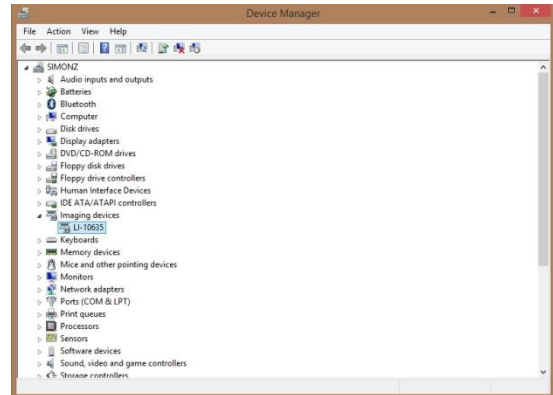 Device Manager
File Action View Help
SIMONZ
Audio inputs and outputs
Batteries
Bluetooth
Computer
Disk drives
Display adapters
DVD/CD-ROM drives
Floppy disk drives
Floppy drive controllers
Human Interface Devices
IDE ATA/ATAPI controllers
Imaging devices
LI-10635
Keyboards
Memory devices
Mice and other pointing devices
Monitors
Network adapters
Ports (COM & LPT)
Print queues
Processors
Sensors
Software devices
Sound, video and game controllers
Storage controllers